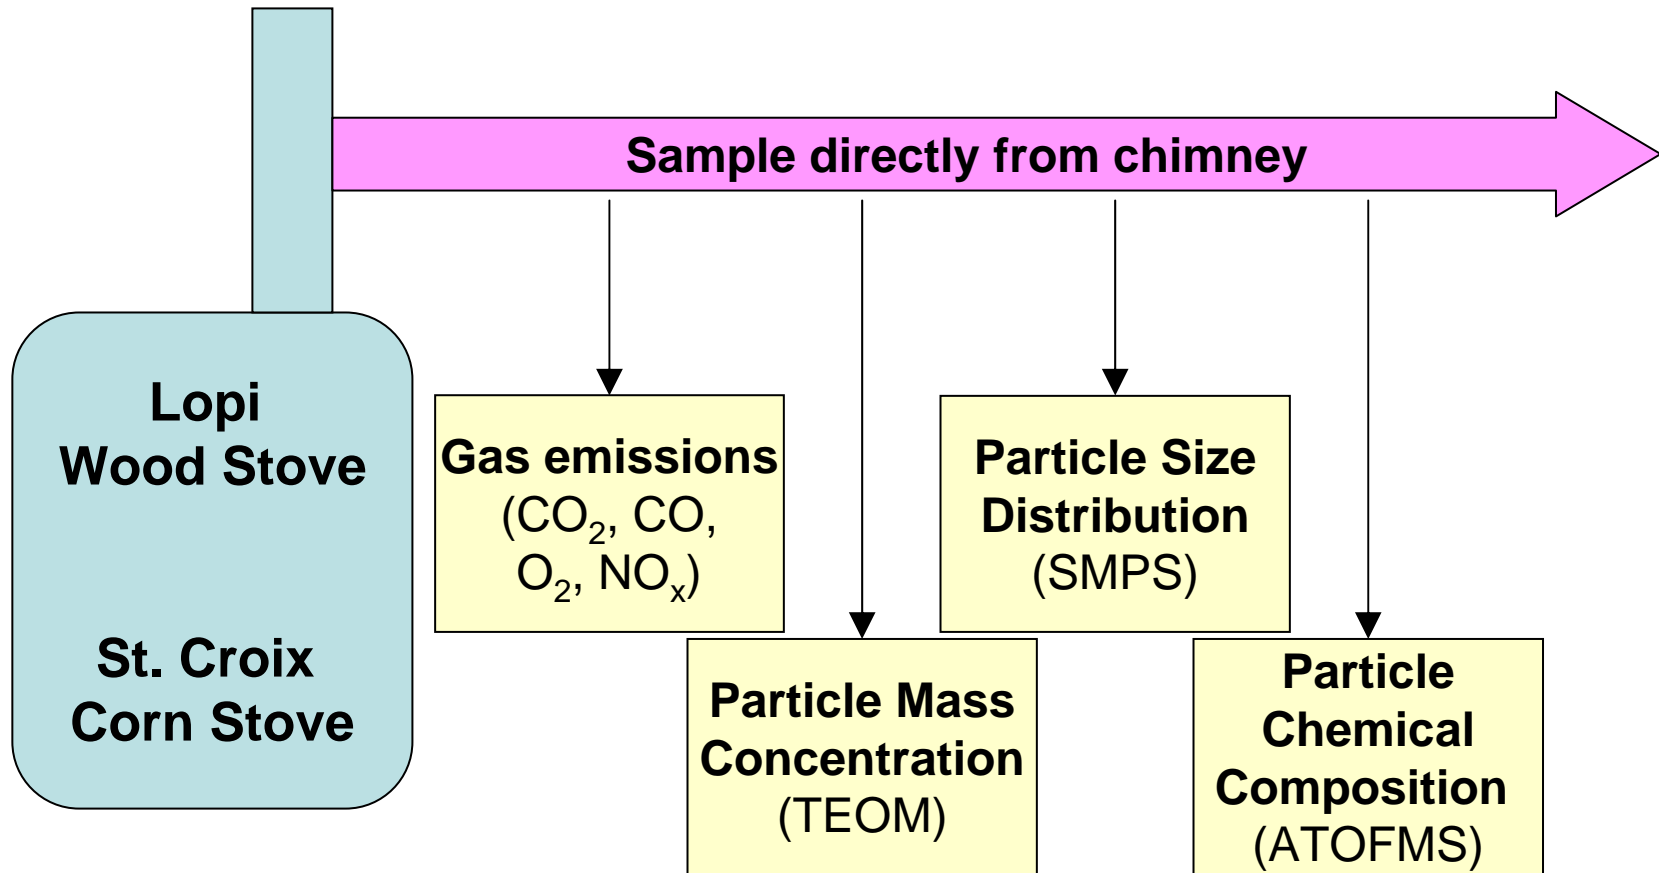 Sample directly from chimney
Lopi
Wood Stove
St. Croix
Corn Stove
Gas emissions
(CO₂, CO,
O₂, NOₓ)
Particle Mass
Concentration
(TEOM)
Particle Size
Distribution
(SMPS)
Particle
Chemical
Composition
(ATOFMS)